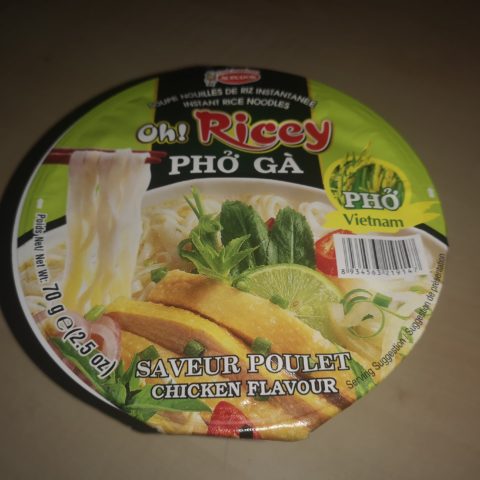 SOUPE NOUILLES DE RIZ INSTANTANÉE
INSTANT RICE NOODLES
Oh! Ricey
PHỞ GÀ
PHỞ
Vietnam
Poids Net/ Net Wt: 70 g e (2.5 oz)
SAVEUR POULET
CHICKEN FLAVOUR
Serving Suggestion / Suggestion de présentation